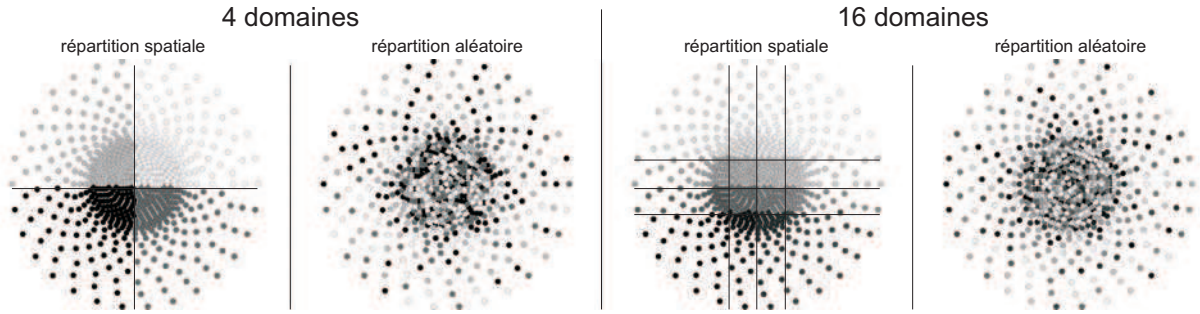 4 domaines
répartition spatiale
répartition aléatoire
16 domaines
répartition spatiale
répartition aléatoire